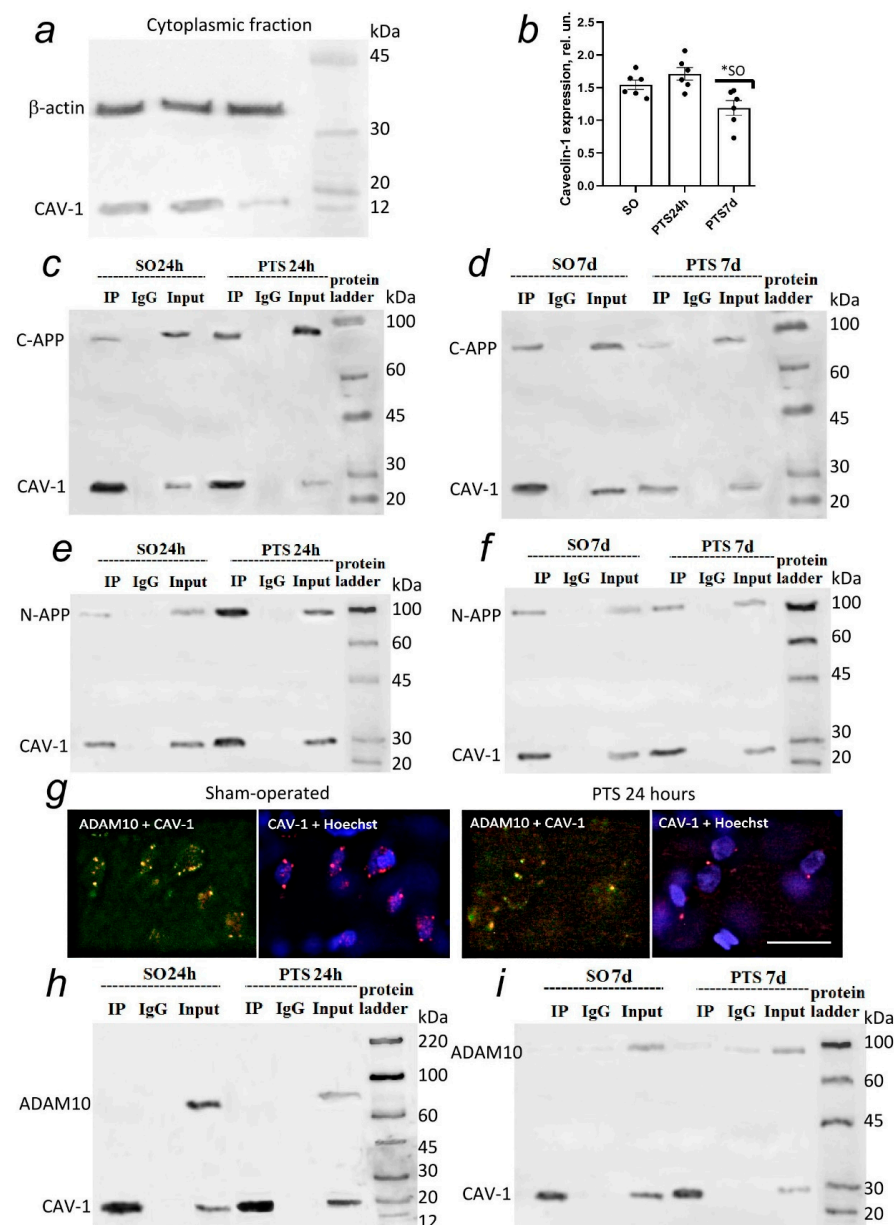 a
Cytoplasmic fraction
kDa
45
β-actin
30
20
CAV-1
12
b
Caveolin-1 expression, rel. un.
2.5
2.0
1.5
1.0
0.5
0.0
*SO
SO
PTS24h
PTS7d
c
SO24h PTS 24h protein
IP IgG Input IP IgG Input ladder
kDa
C-APP
100
60
45
30
CAV-1
20
d
SO7d PTS 7d protein
IP IgG Input IP IgG Input ladder
kDa
C-APP
100
60
45
30
CAV-1
20
e
SO24h PTS 24h protein
IP IgG Input IP IgG Input ladder
kDa
N-APP
100
60
45
CAV-1
30
20
f
SO7d PTS 7d protein
IP IgG Input IP IgG Input ladder
kDa
N-APP
100
60
45
30
CAV-1
20
g
Sham-operated
PTS 24 hours
ADAM10 + CAV-1
CAV-1 + Hoechst
ADAM10 + CAV-1
CAV-1 + Hoechst
h
SO24h PTS 24h protein
IP IgG Input IP IgG Input ladder
kDa
220
100
ADAM10
60
45
30
CAV-1
20
12
i
SO7d PTS 7d protein
IP IgG Input IP IgG Input ladder
kDa
ADAM10
100
60
45
CAV-1
30
20